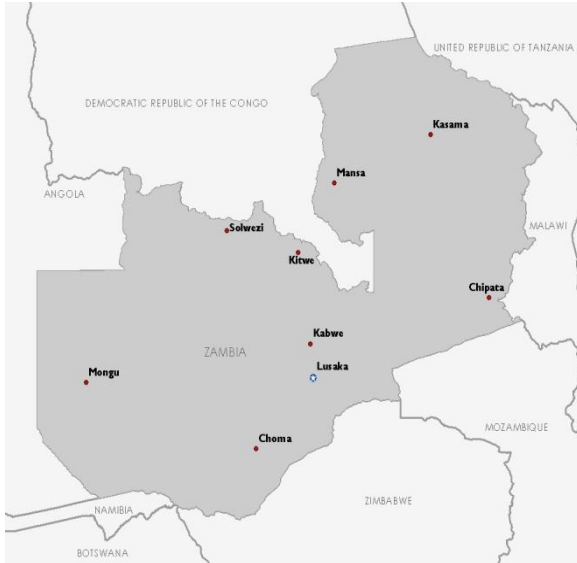 UNITED REPUBLIC OF TANZANIA
DEMOCRATIC REPUBLIC OF THE CONGO
Kasama
Mansa
ANGOLA
MALAWI
Solwezi
Kitwe
Chipata
Kabwe
ZAMBIA
Lusaka
Mongu
MOZAMBIQUE
Choma
ZIMBABWE
NAMIBIA
BOTSWANA